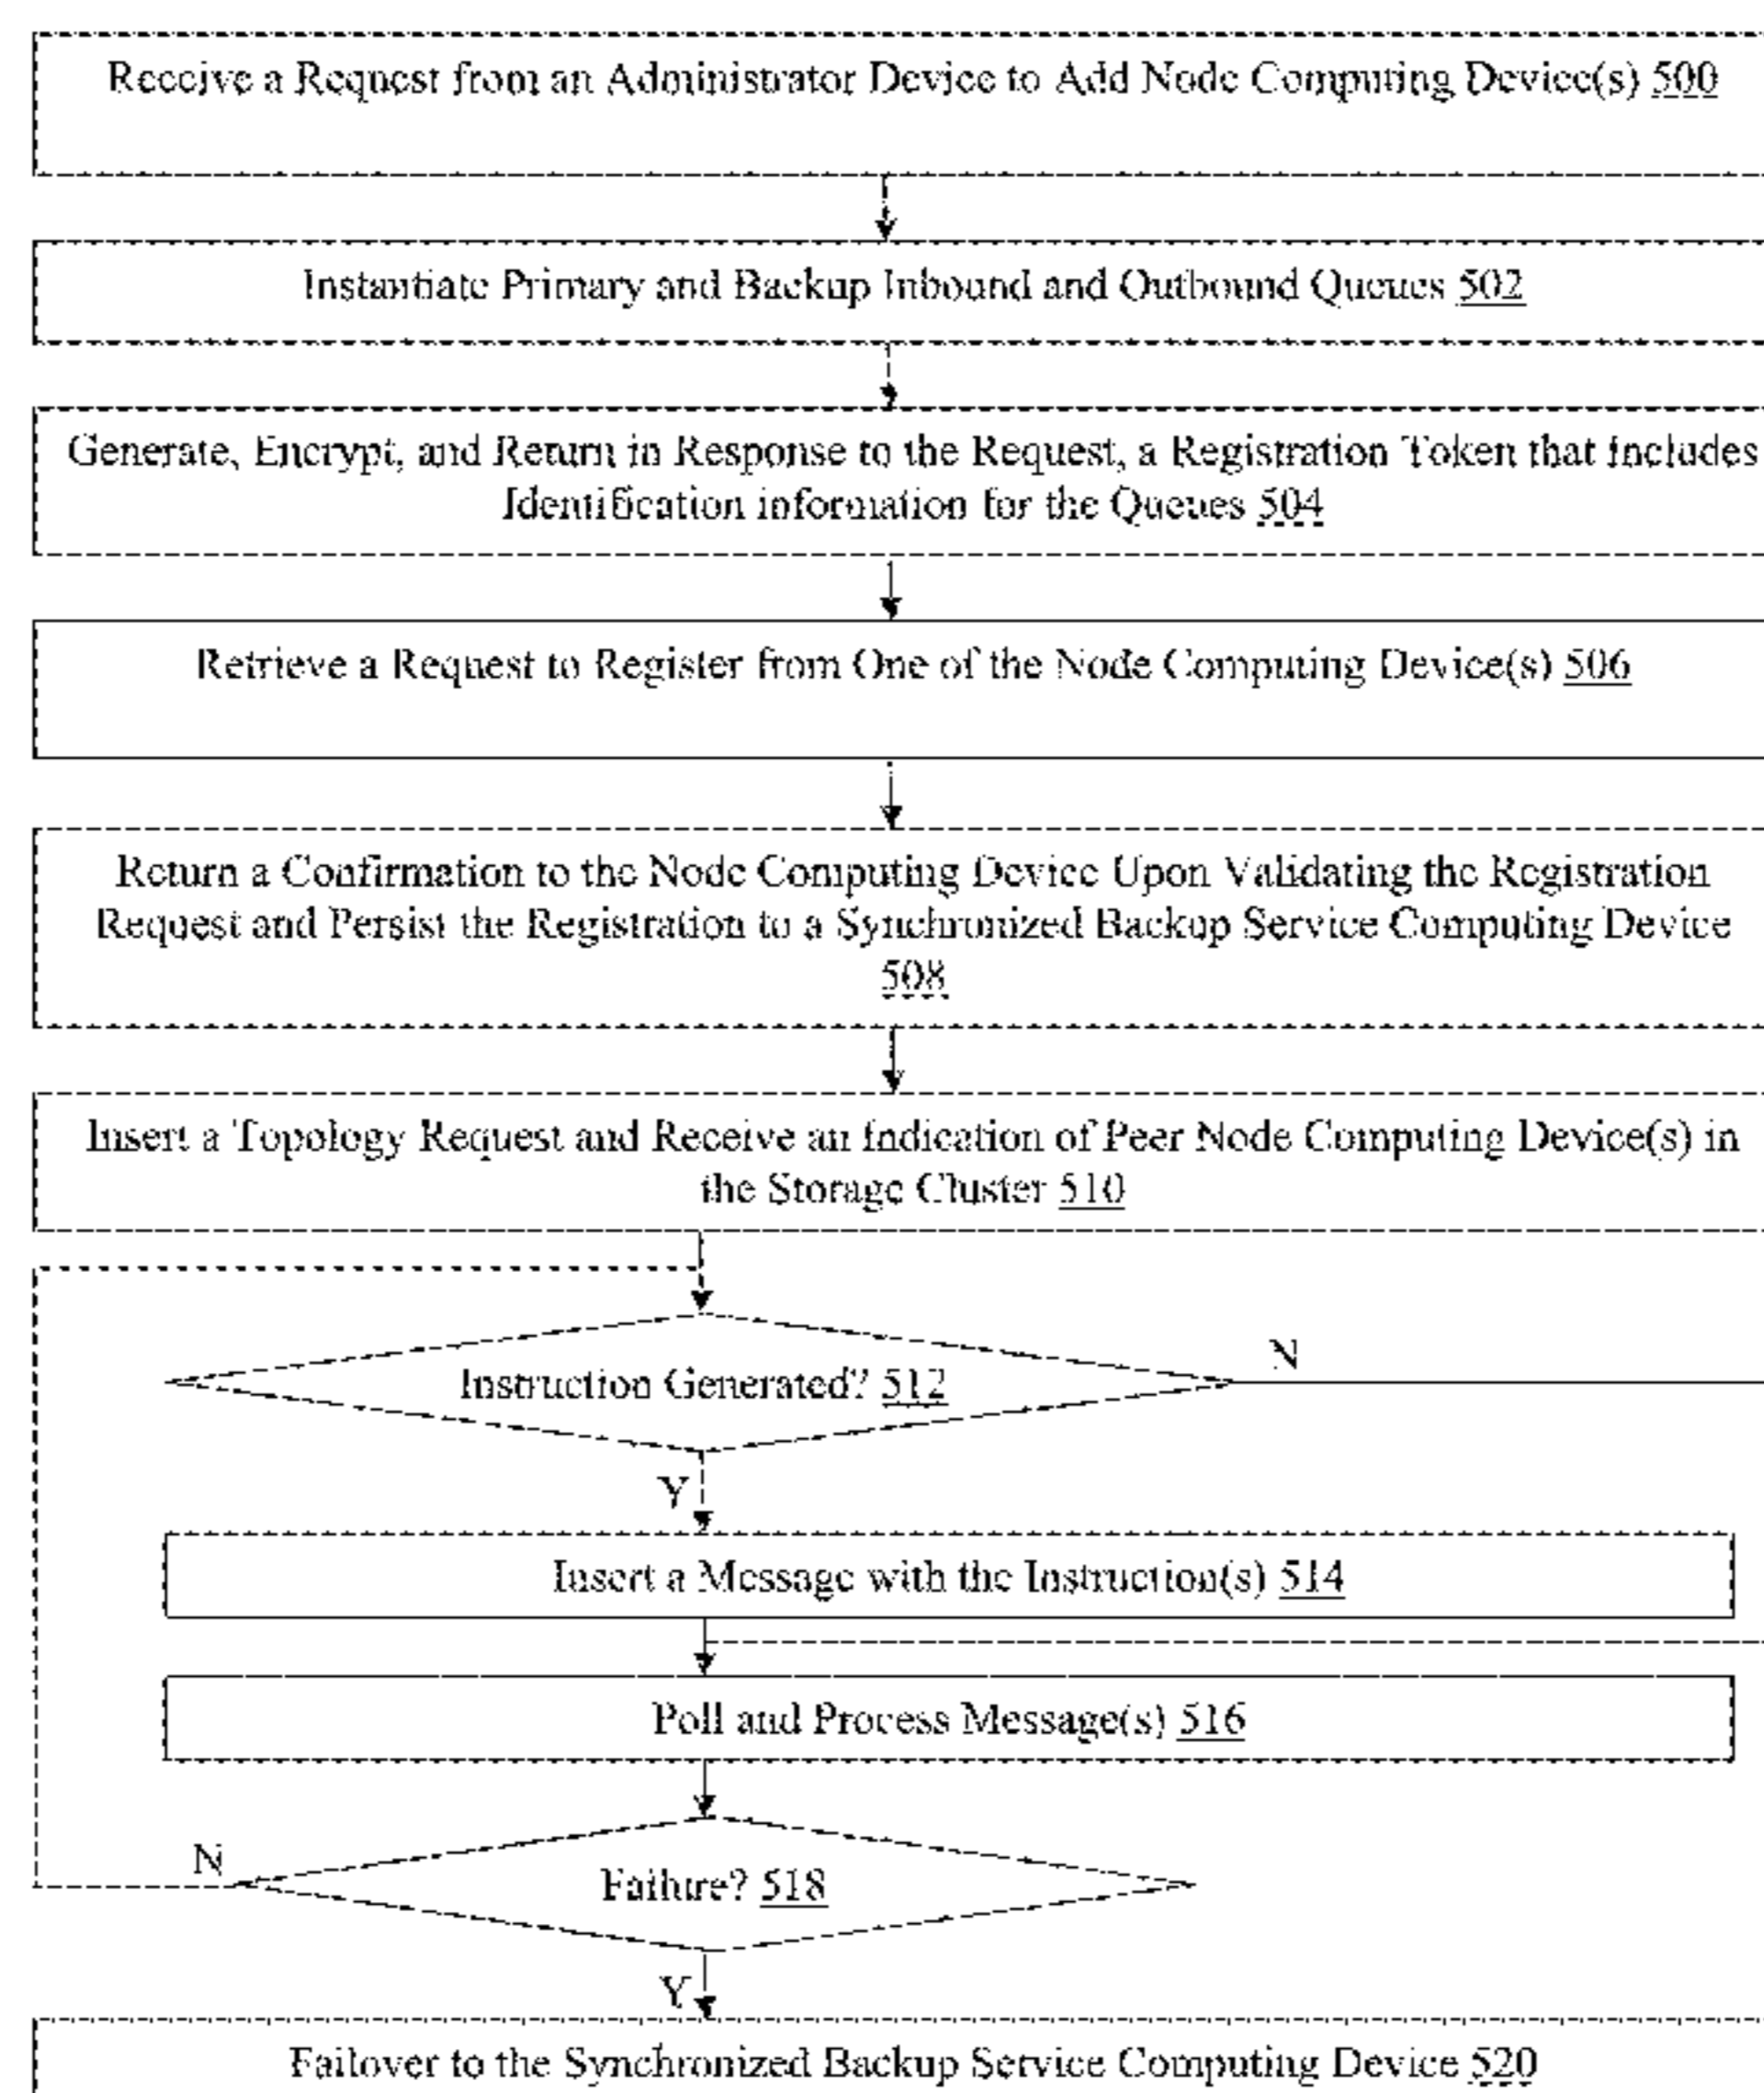 Receive a Request from an Administrator Device to Add Node Computing Device(s) 500
Instantiate Primary and Backup Inbound and Outbound Queues 502
Generate, Encrypt, and Return in Response to the Request, a Registration Token that Includes
Identification information for the Queues 504
Retrieve a Request to Register from One of the Node Computing Device(s) 506
Return a Confirmation to the Node Computing Device Upon Validating the Registration
Request and Persist the Registration to a Synchronized Backup Service Computing Device
508
Insert a Topology Request and Receive an Indication of Peer Node Computing Device(s) in
the Storage Cluster 510
N
Instruction Generated? 512
Y
Insert a Message with the Instruction(s) 514
Poll and Process Message(s) 516
N
Failure? 518
Y
Failover to the Synchronized Backup Service Computing Device 520